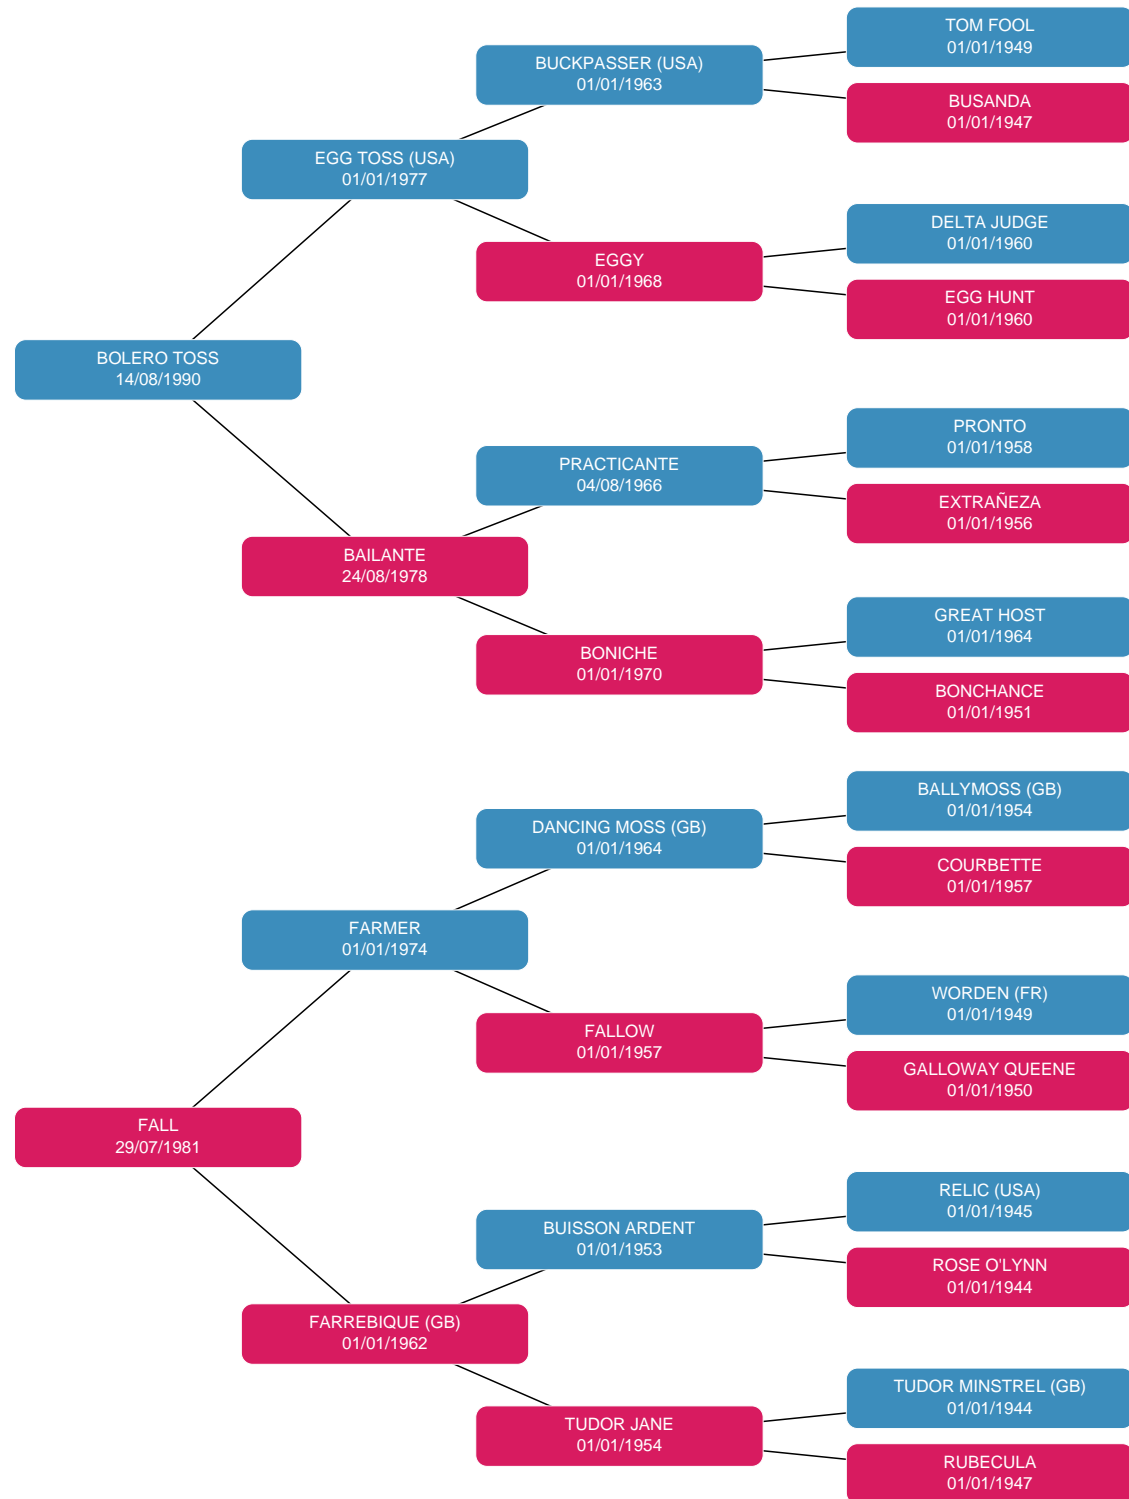 TOM FOOL
01/01/1949
BUCKPASSER (USA)
01/01/1963
BUSANDA
01/01/1947
EGG TOSS (USA)
01/01/1977
DELTA JUDGE
01/01/1960
EGGY
01/01/1968
EGG HUNT
01/01/1960
BOLERO TOSS
14/08/1990
PRONTO
01/01/1958
PRACTICANTE
04/08/1966
EXTRAÑEZA
01/01/1956
BAILANTE
24/08/1978
GREAT HOST
01/01/1964
BONICHE
01/01/1970
BONCHANCE
01/01/1951
BALLYMOSS (GB)
01/01/1954
DANCING MOSS (GB)
01/01/1964
COURBETTE
01/01/1957
FARMER
01/01/1974
WORDEN (FR)
01/01/1949
FALLOW
01/01/1957
GALLOWAY QUEENE
01/01/1950
FALL
29/07/1981
RELIC (USA)
01/01/1945
BUISSON ARDENT
01/01/1953
ROSE O'LYNN
01/01/1944
FARREBIQUE (GB)
01/01/1962
TUDOR MINSTREL (GB)
01/01/1944
TUDOR JANE
01/01/1954
RUBECULA
01/01/1947